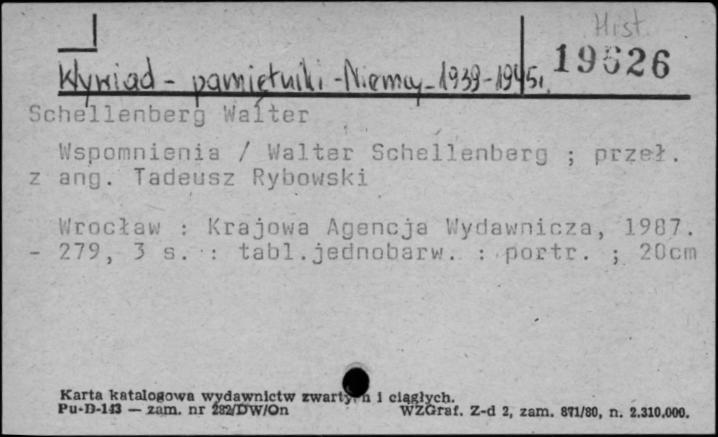 Hist.
19626
Wywiad - pamiętniki - Niemcy - 1939-1945r.
Schellenberg Walter
Wspomnienia / Walter Schellenberg ; przeł.
z ang. Tadeusz Rybowski
Wrocław : Krajowa Agencja Wydawnicza, 1987.
- 279, 3 s. : tabl.jednobarw. : portr. ; 20cm
Karta katalogowa wydawnictw zwartych i ciągłych.
Pu-D-143 — zam. nr 282/DW/On WZGraf. Z-d 2, zam. 871/80, n. 2.310.000.